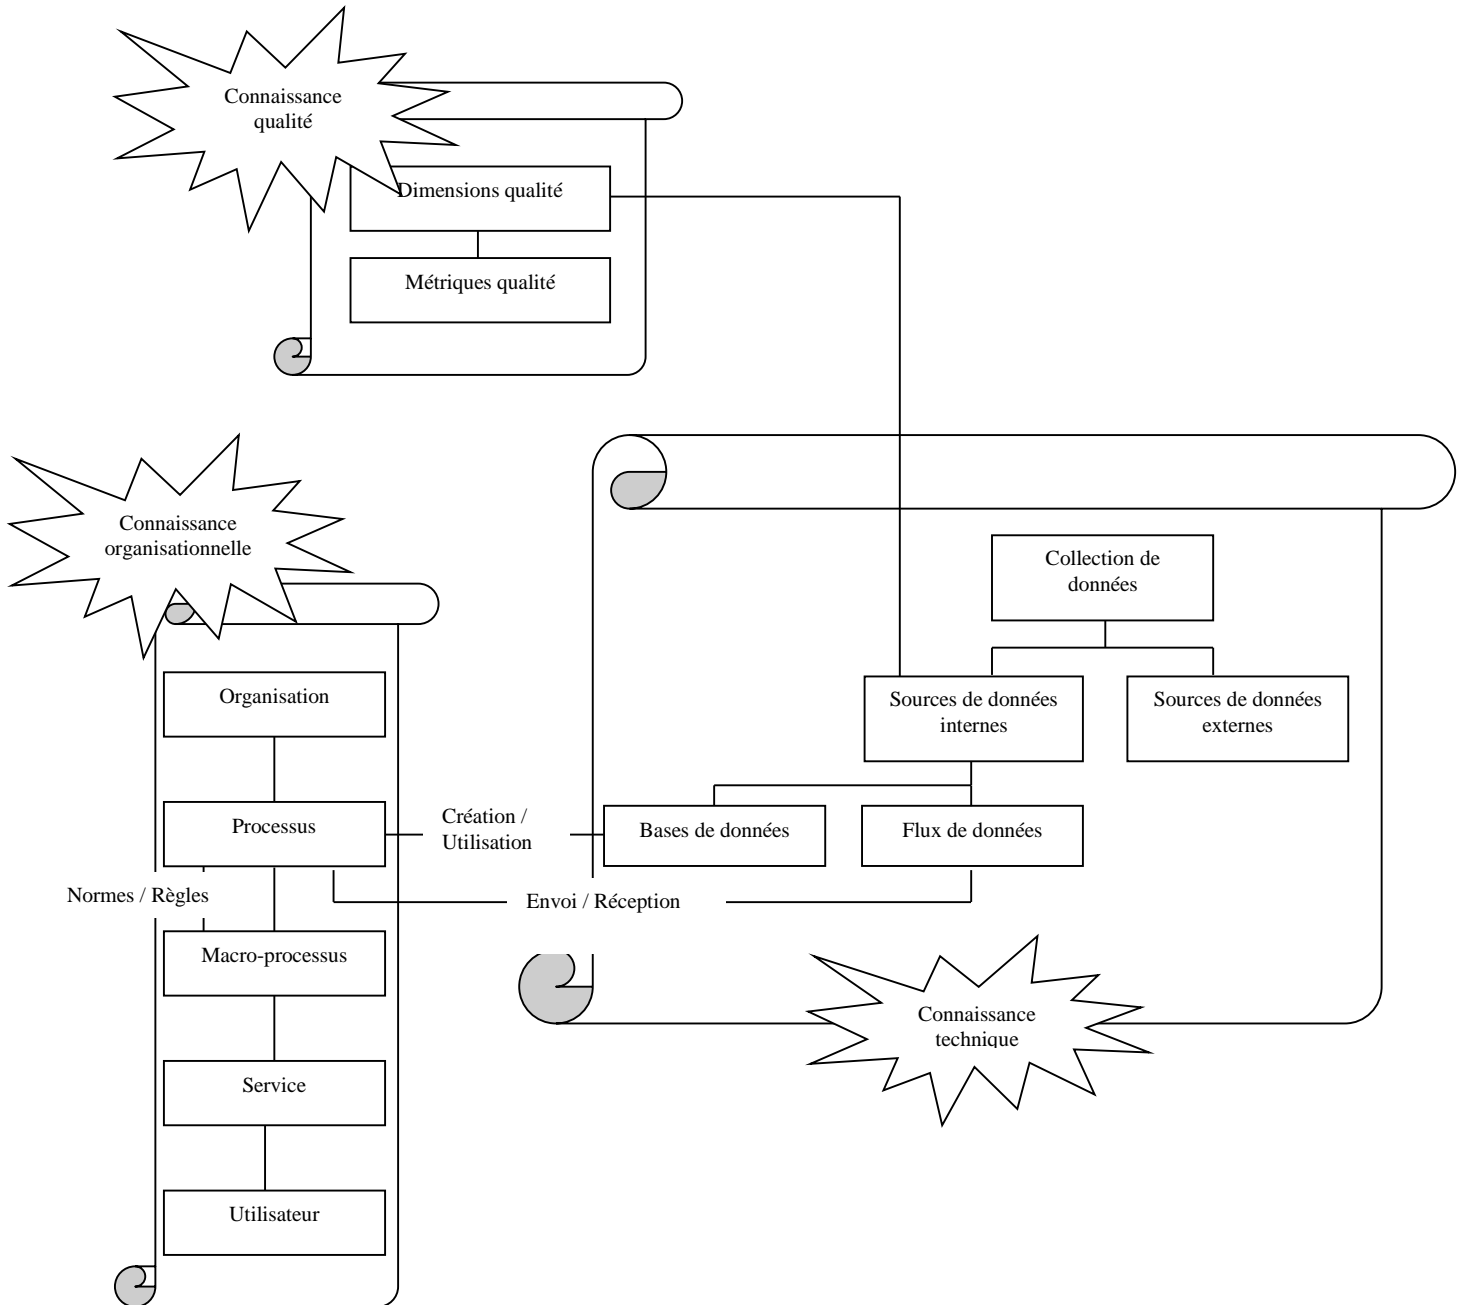 Connaissance
qualité
Dimensions qualité
Métriques qualité
Connaissance
organisationnelle
Collection de
données
Organisation
Sources de données
internes
Sources de données
externes
Processus
Création /
Utilisation
Bases de données
Flux de données
Normes / Règles
Envoi / Réception
Macro-processus
Connaissance
technique
Service
Utilisateur